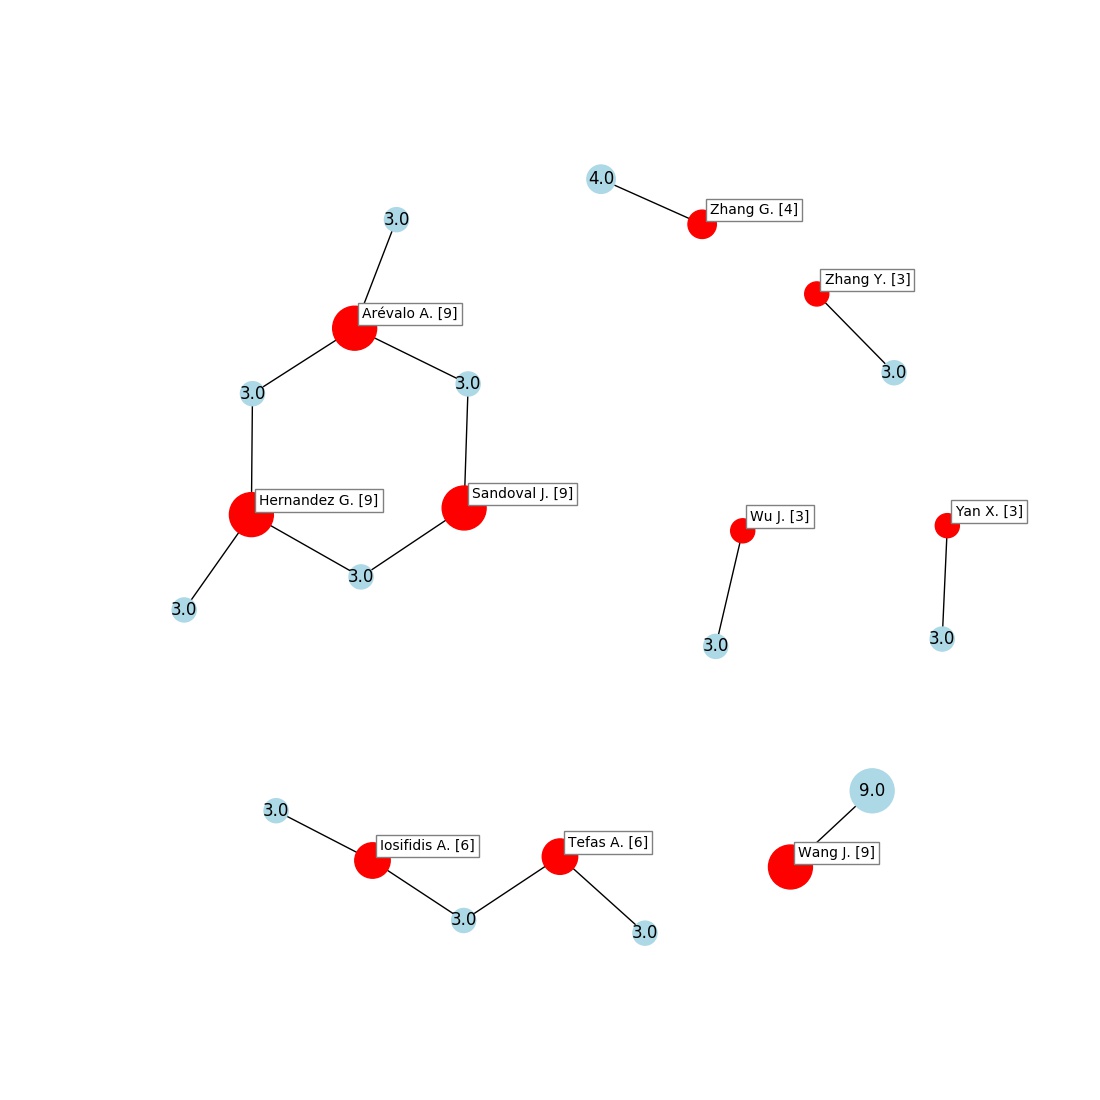 4.0
Zhang G. [4]
3.0
Zhang Y. [3]
Arévalo A. [9]
3.0
3.0
3.0
Hernandez G. [9]
Sandoval J. [9]
Wu J. [3]
Yan X. [3]
3.0
3.0
3.0
3.0
9.0
3.0
Iosifidis A. [6]
Tefas A. [6]
Wang J. [9]
3.0
3.0